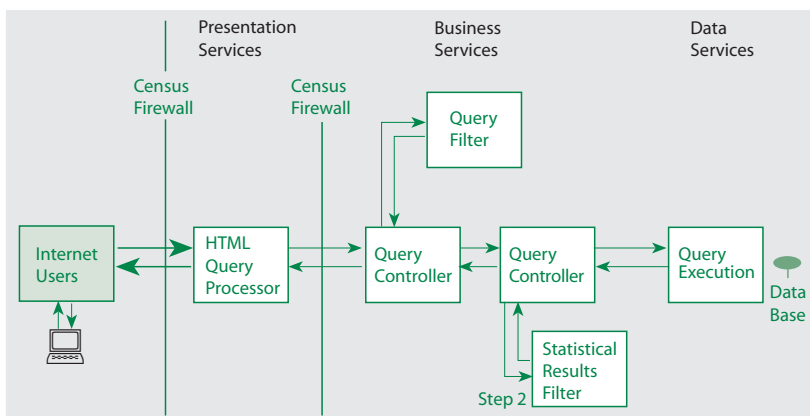 Presentation
Services
Business
Services
Data
Services
Census
Firewall
Census
Firewall
Query
Filter
Internet
Users
HTML
Query
Processor
Query
Controller
Query
Controller
Query
Execution
Data
Base
Step 2
Statistical
Results
Filter